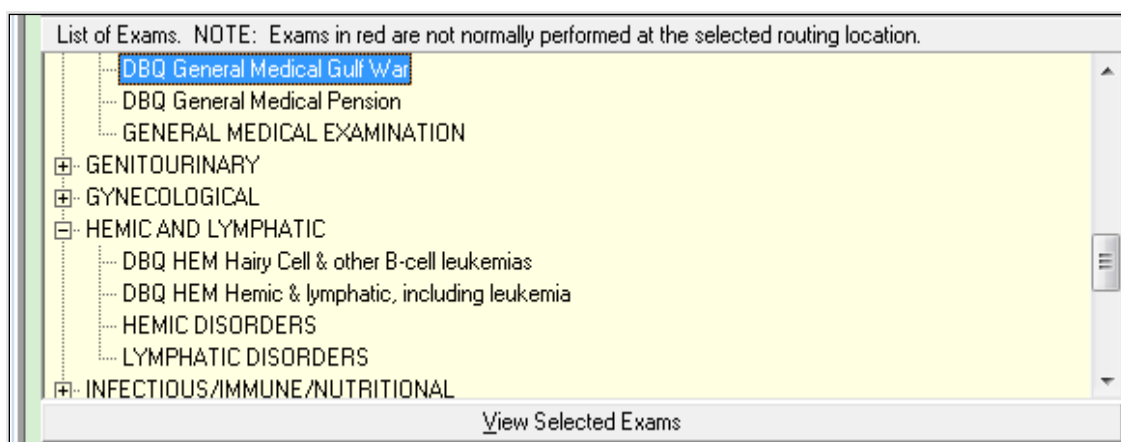 List of Exams. NOTE: Exams in red are not normally performed at the selected routing location.
DBQ General Medical Gulf War
DBQ General Medical Pension
GENERAL MEDICAL EXAMINATION
GENITOURINARY
GYNECOLOGICAL
HEMIC AND LYMPHATIC
DBQ HEM Hairy Cell & other B-cell leukemias
DBQ HEM Hemic & lymphatic, including leukemia
HEMIC DISORDERS
LYMPHATIC DISORDERS
INFECTIOUS/IMMUNE/NUTRITIONAL
View Selected Exams